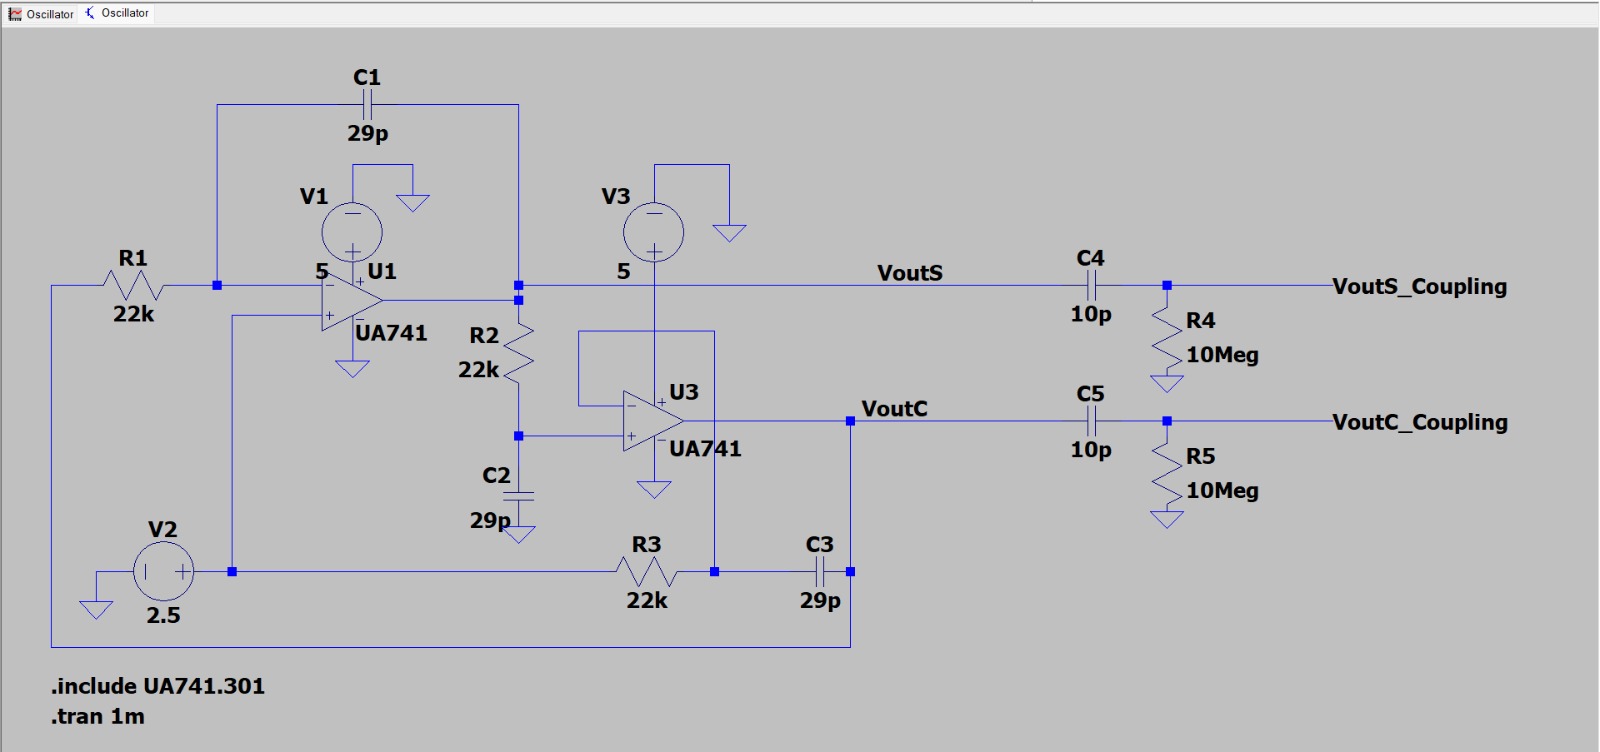 Oscillator Oscillator
C1
29p
V1
V3
R1
5
U1
5
VoutS
C4
VoutS_Coupling
22k
10p
UA741
R2
R4
22k
10Meg
U3
C5
VoutC
VoutC_Coupling
UA741
10p
R5
C2
10Meg
29p
V2
R3
C3
2.5
22k
29p
.include UA741.301
.tran 1m